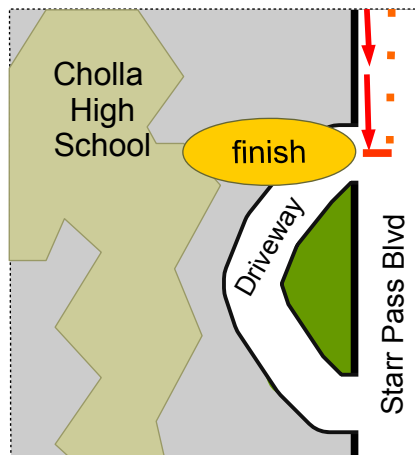 Cholla
High
School
finish
Driveway
Starr Pass Blvd